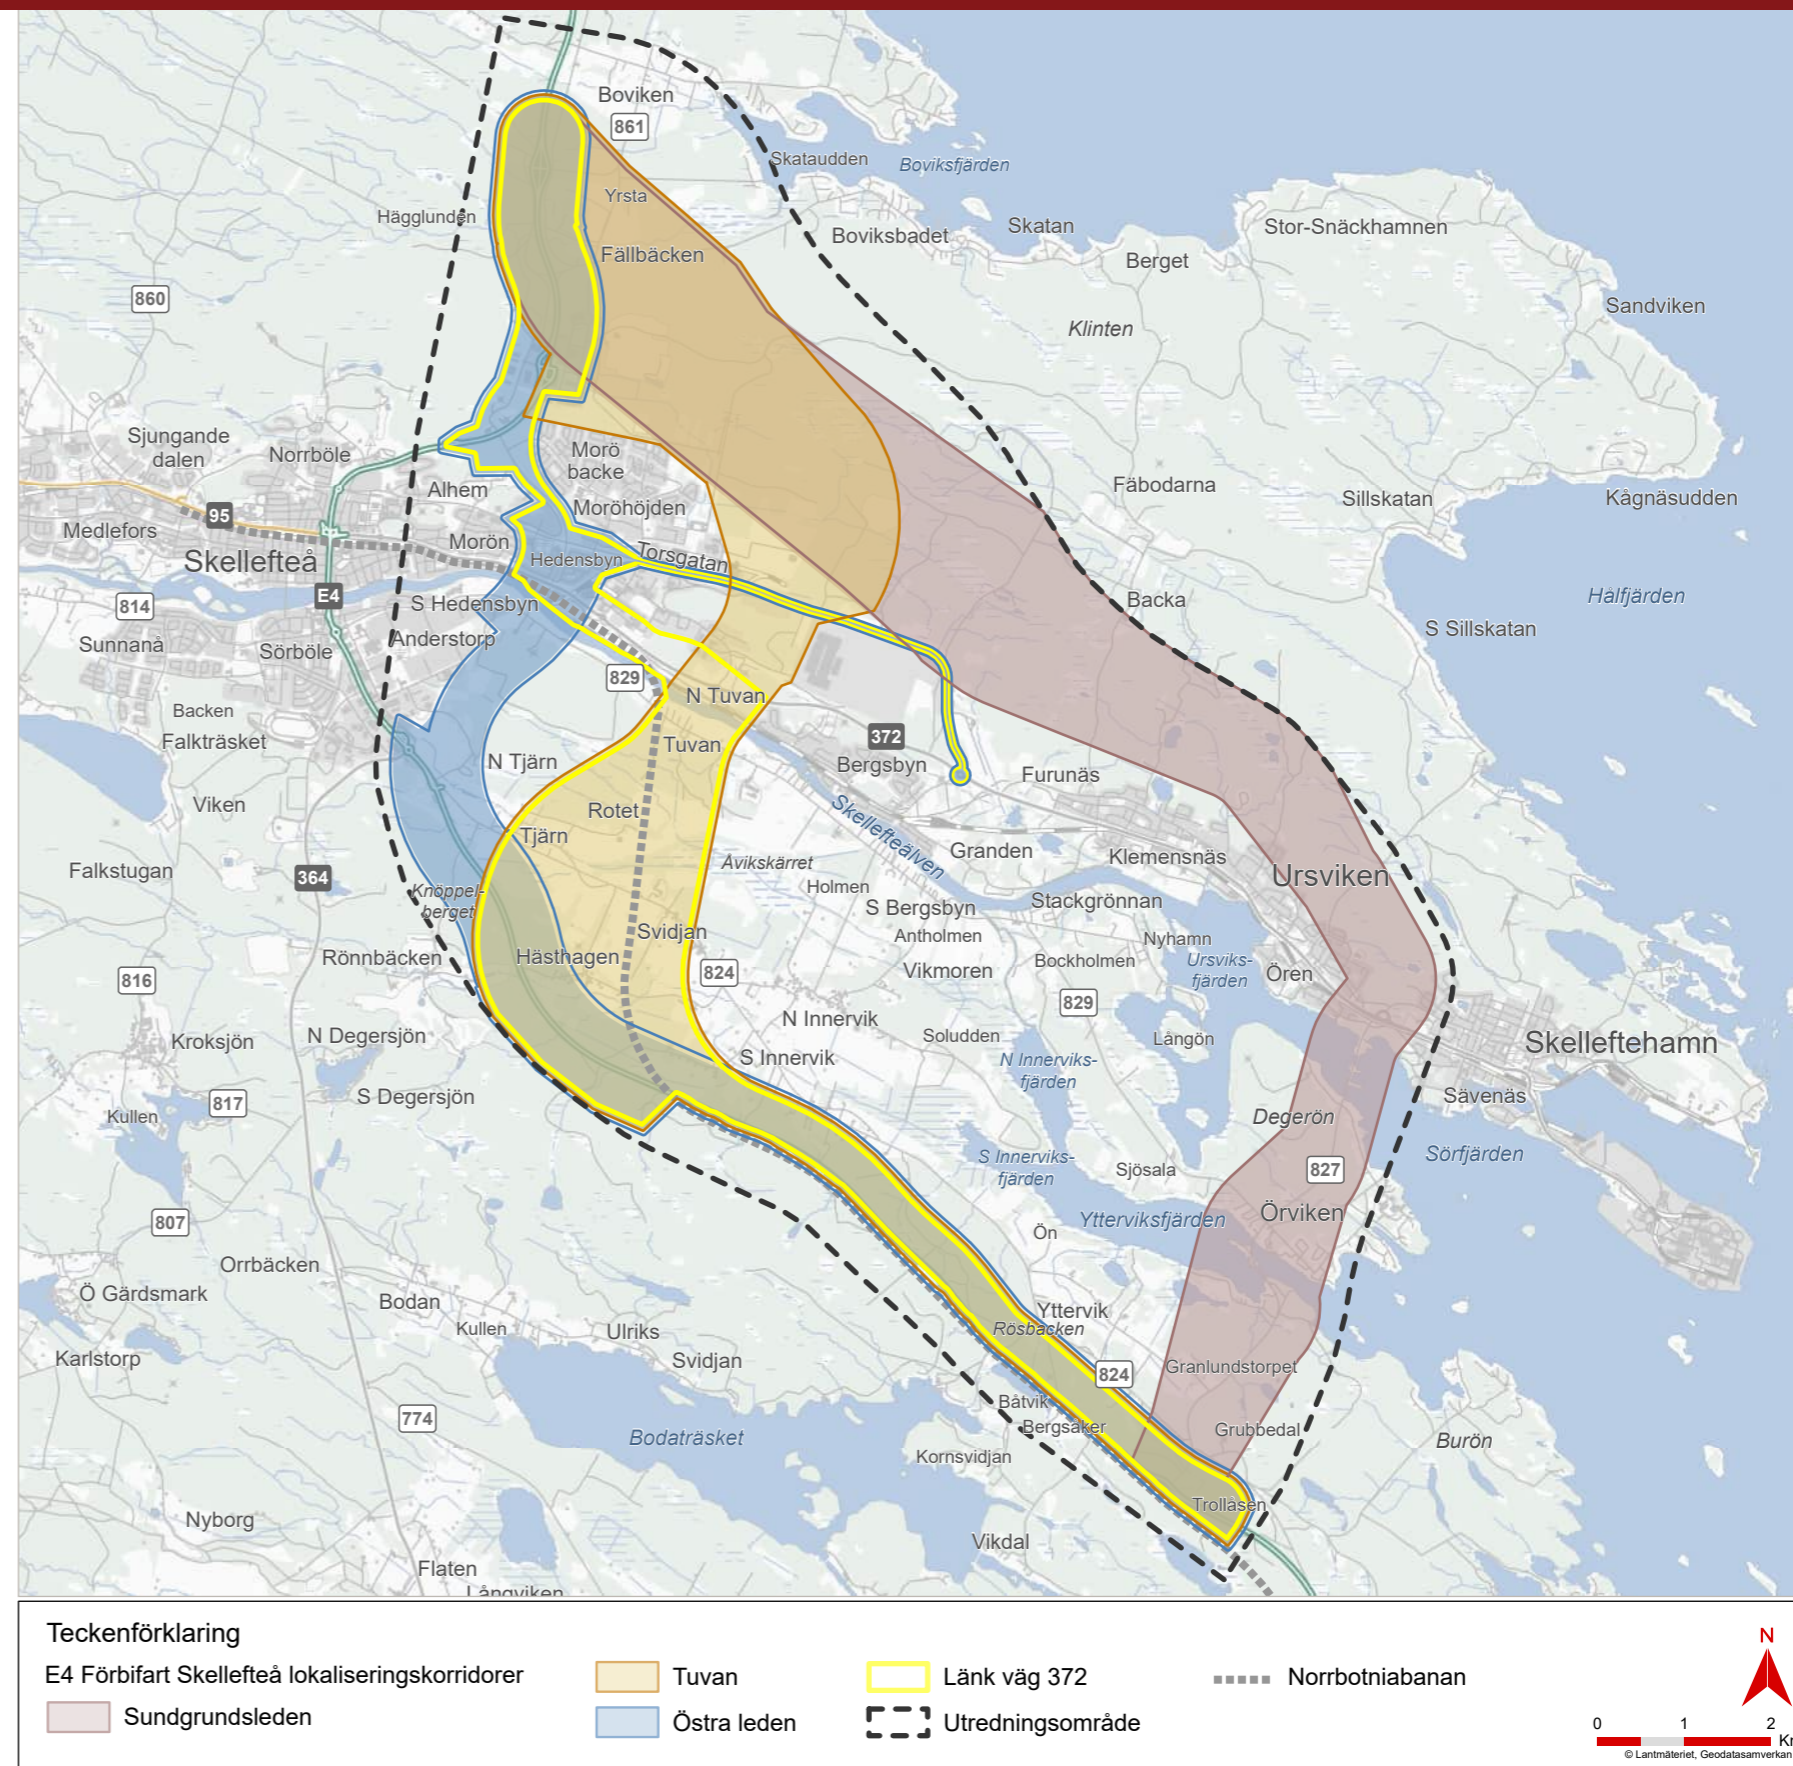 Boviken
861
Skataudden
Boviksfjärden
Yrsta
Hägglunden
Boviksbadet
Skatan
Stor-Snäckhamnen
Fällbäcken
Berget
860
Sandviken
Klinten
Sjungande
dalen
Norrböle
Morö
backe
Alhem
Fäbodarna
Sillskatan
Kågnäsudden
95
Moröhöjden
Medlefors
Morön
Hedensbyn
Torsgatan
Skellefteå
E4
814
S Hedensbyn
Backa
Hålfjärden
Sunnanå
Sörböle
Anderstorp
S Sillskatan
829
N Tuvan
Backen
Falkträsket
Tuvan
372
N Tjärn
Bergsbyn
Furunäs
Viken
Rotet
Tjärn
Skellefteälven
Granden
Klemensnäs
Falkstugan
364
Avikskärret
Ursviken
Knöppel-
berget
Holmen
S Bergsbyn
Stackgrönnan
Svidjan
Antholmen
Nyhamn
Rönnbäcken
Hästhagen
824
Vikmoren
Bockholmen
Ursviks-
fjärden
Ören
816
829
N Innervik
Kroksjön
N Degersjön
Soludden
Långön
Skelleftehamn
S Innervik
N Innerviks-
fjärden
817
S Degersjön
Sävenäs
Kullen
Degerön
S Innerviks-
fjärden
Sjösala
827
Sörfjärden
807
Ytterviksfjärden
Örviken
Ön
Orrbäcken
Ö Gärdsmark
Bodan
Yttervik
Kullen
Ulriks
Rösbacken
Karlstorp
Svidjan
824
Granlundstorpet
Båtvik
774
Bergsåker
Grubbedal
Bodaträsket
Burön
Kornsvidjan
Trollåsen
Nyborg
Vikdal
Flaten
Långviken
Teckenförklaring
E4 Förbifart Skellefteå lokaliseringskorridorer
Sundgrundsleden
Tuvan
Östra leden
Länk väg 372
Utredningsområde
Norrbotniabanan
N
0 1 2
Km
© Lantmäteriet, Geodatasamverkan